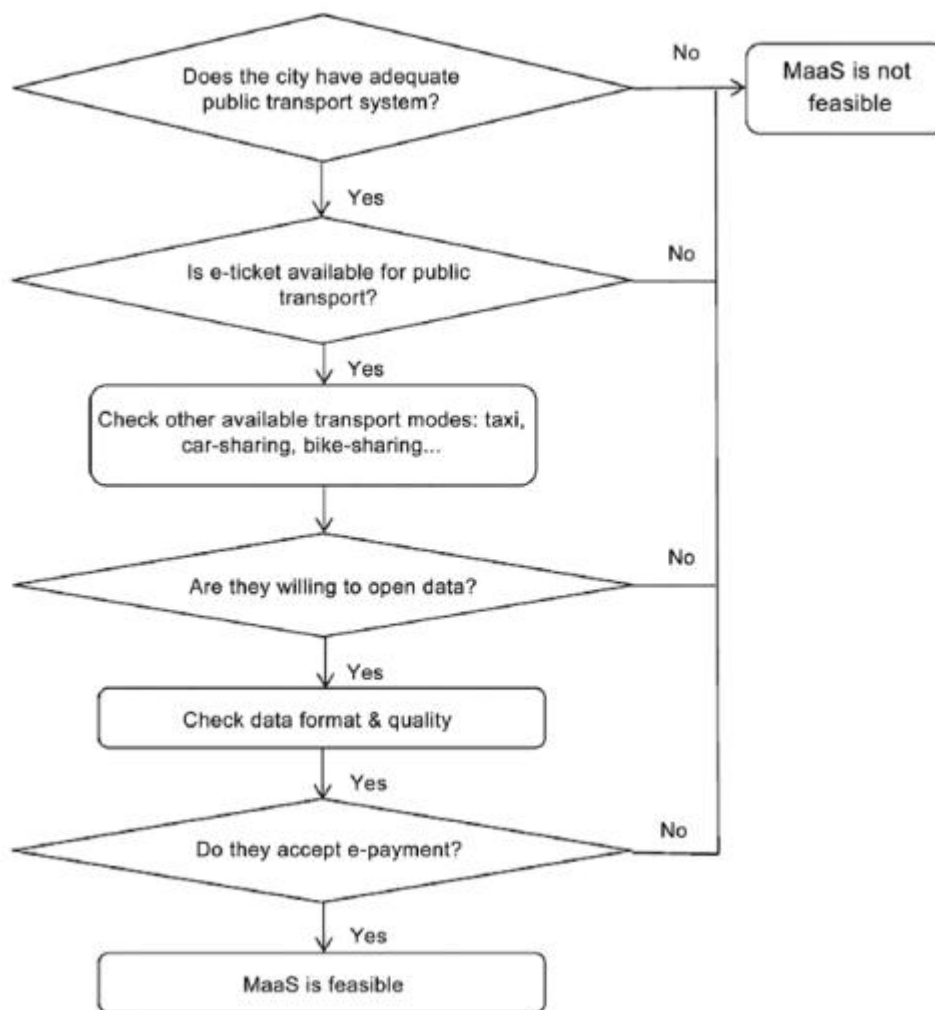 Does the city have adequate
public transport system?
No
MaaS is not
feasible
Yes
Is e-ticket available for public
transport?
No
Yes
Check other available transport modes: taxi,
car-sharing, bike-sharing...
Are they willing to open data?
No
Yes
Check data format & quality
Yes
Do they accept e-payment?
No
Yes
MaaS is feasible